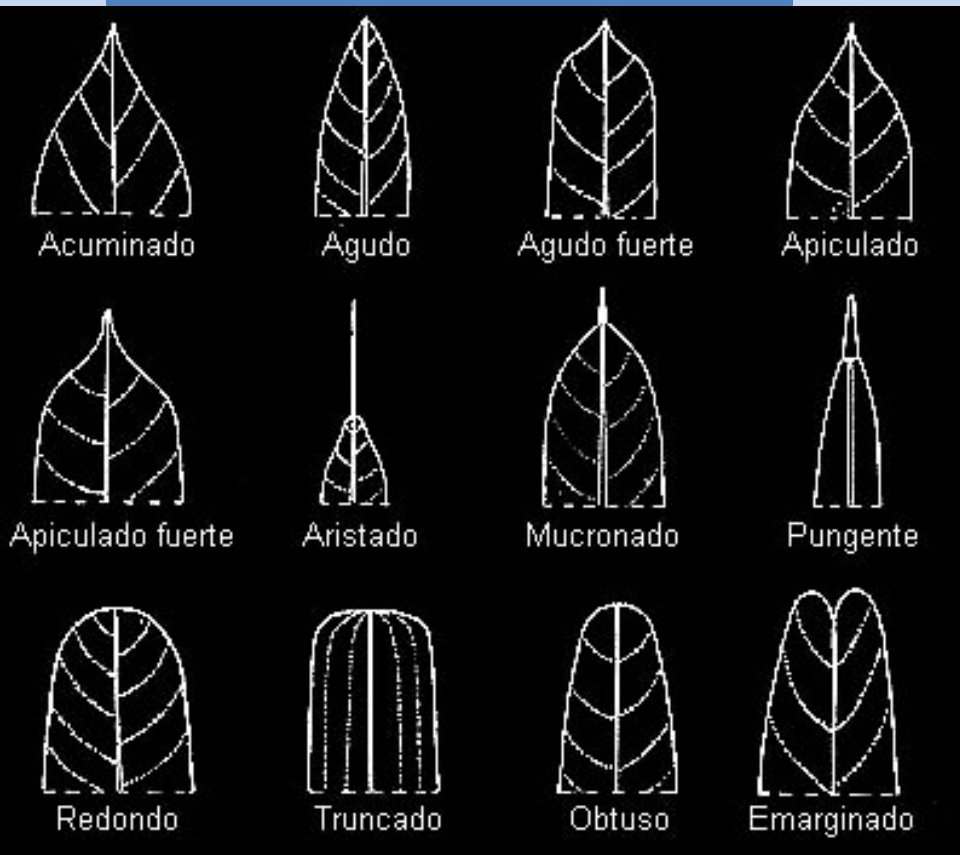 Acuminado Agudo Agudo fuerte Apiculado
Apiculado fuerte Aristado Mucronado Pungente
Redondo Truncado Obtuso Emarginado